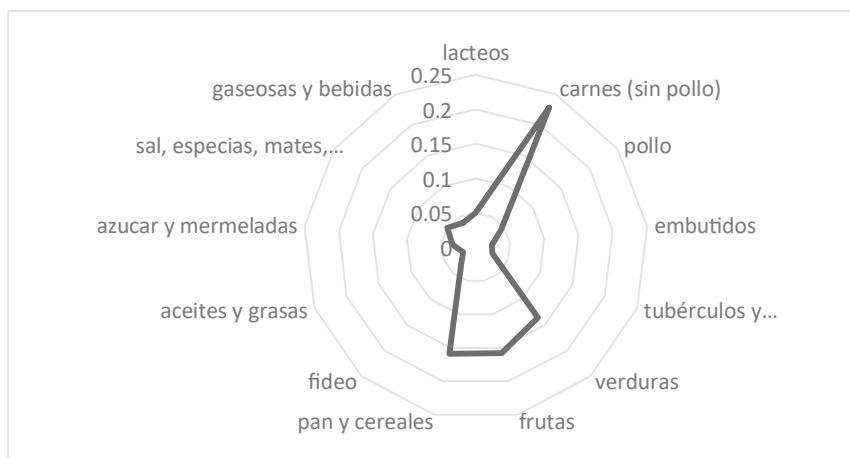 lacteos
carnes (sin pollo)
pollo
embutidos
tubérculos y...
verduras
frutas
pan y cereales
fideo
aceites y grasas
azucar y mermeladas
sal, especias, mates,...
gaseosas y bebidas
0.25
0.2
0.15
0.1
0.05
0